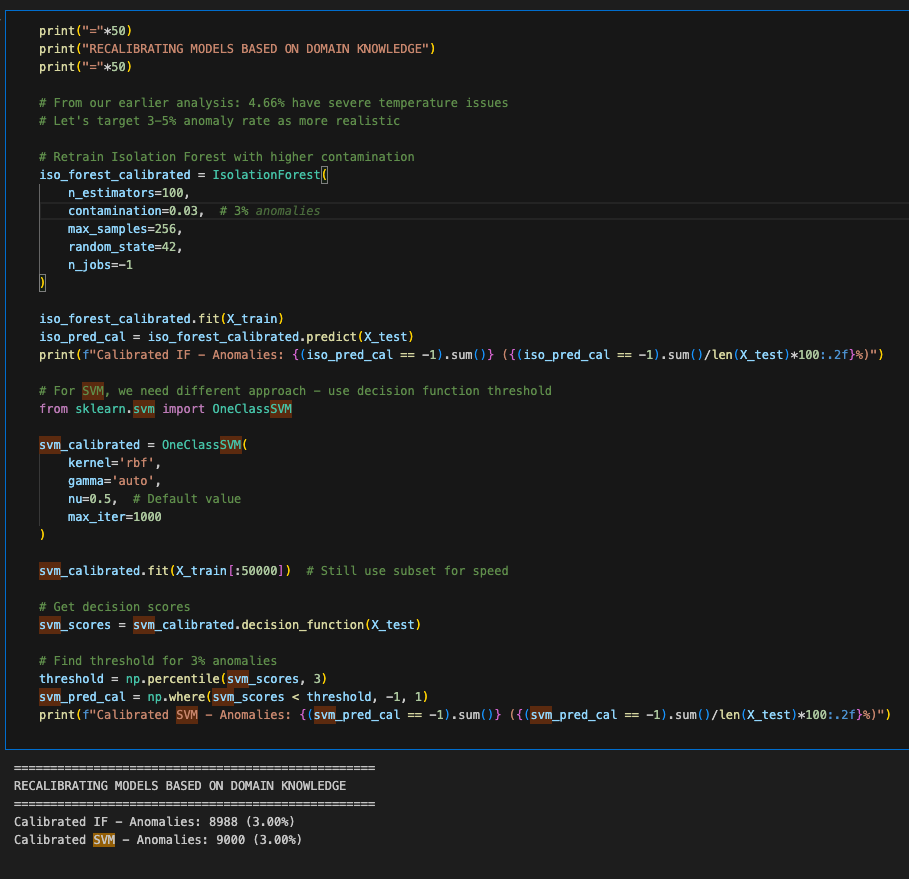 print("="*50)
print("RECALIBRATING MODELS BASED ON DOMAIN KNOWLEDGE")
print("="*50)
# From our earlier analysis: 4.66% have severe temperature issues
# Let's target 3-5% anomaly rate as more realistic
# Retrain Isolation Forest with higher contamination
iso_forest_calibrated = IsolationForest(
    n_estimators=100,
    contamination=0.03,  # 3% anomalies
    max_samples=256,
    random_state=42,
    n_jobs=-1
)
iso_forest_calibrated.fit(X_train)
iso_pred_cal = iso_forest_calibrated.predict(X_test)
print(f"Calibrated IF - Anomalies: {(iso_pred_cal == -1).sum()} ({(iso_pred_cal == -1).sum()/len(X_test)*100:.2f}%)")
# For SVM, we need different approach - use decision function threshold
from sklearn.svm import OneClassSVM
svm_calibrated = OneClassSVM(
    kernel='rbf',
    gamma='auto',
    nu=0.5,  # Default value
    max_iter=1000
)
svm_calibrated.fit(X_train[:50000])  # Still use subset for speed
# Get decision scores
svm_scores = svm_calibrated.decision_function(X_test)
# Find threshold for 3% anomalies
threshold = np.percentile(svm_scores, 3)
svm_pred_cal = np.where(svm_scores < threshold, -1, 1)
print(f"Calibrated SVM - Anomalies: {(svm_pred_cal == -1).sum()} ({(svm_pred_cal == -1).sum()/len(X_test)*100:.2f}%)")
==================================================
RECALIBRATING MODELS BASED ON DOMAIN KNOWLEDGE
==================================================
Calibrated IF - Anomalies: 8988 (3.00%)
Calibrated SVM - Anomalies: 9000 (3.00%)